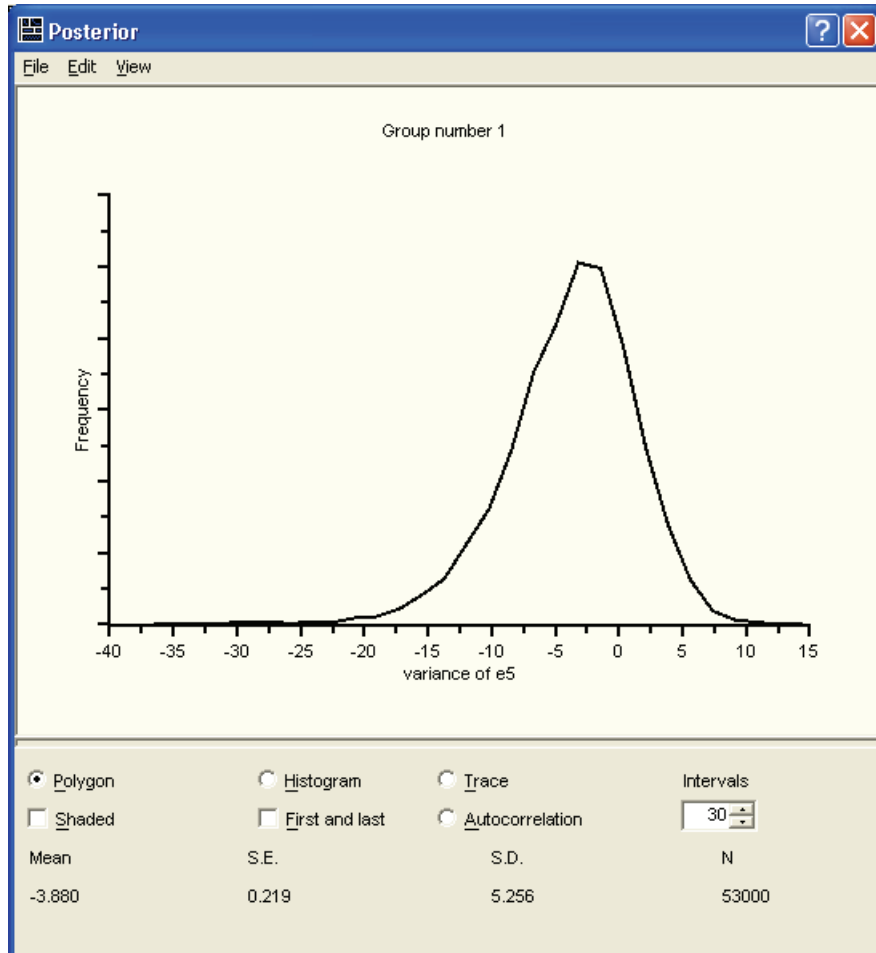 Posterior
File Edit View
Group number 1
Frequency
-40 -35 -30 -25 -20 -15 -10 -5 0 5 10 15
variance of e5
Polygon Histogram Trace Intervals
Shaded First and last Autocorrelation 30
Mean S.E. S.D. N
-3.880 0.219 5.256 53000